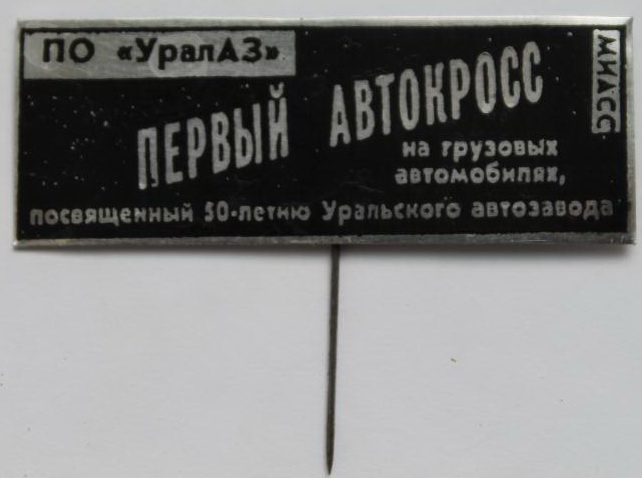 ПО «УралАЗ»
МИАСС
ПЕРВЫЙ АВТОКРОСС
на грузовых
автомобилях,
посвященный 50-летию Уральского автозавода